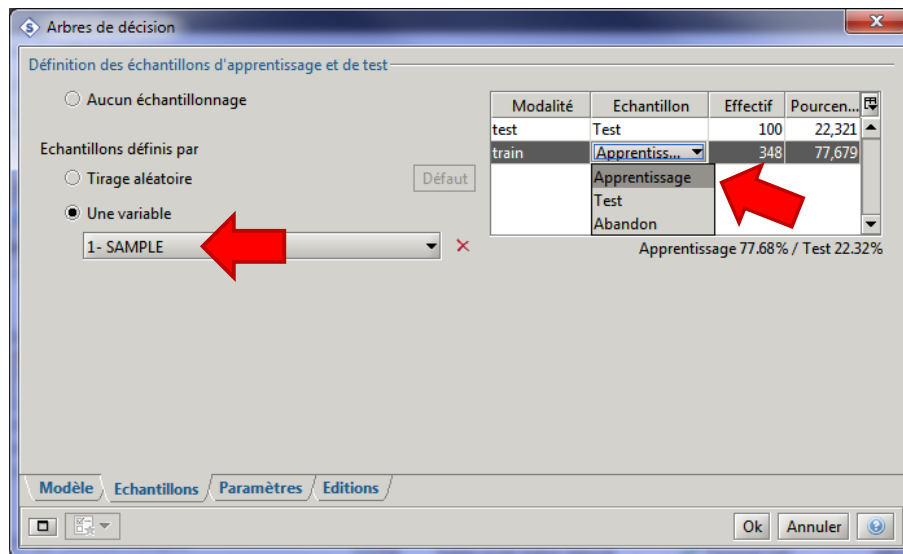 Arbres de décision
Définition des échantillons d'apprentissage et de test
Aucun échantillonnage
Echantillons définis par
Tirage aléatoire
Défaut
Une variable
1- SAMPLE
Modalité Echantillon Effectif Pourcen...
test Test 100 22,321
train Apprentiss... 348 77,679
Apprentissage
Test
Abandon
Apprentissage 77.68% / Test 22.32%
Modèle Echantillons Paramètres Editions
Ok Annuler